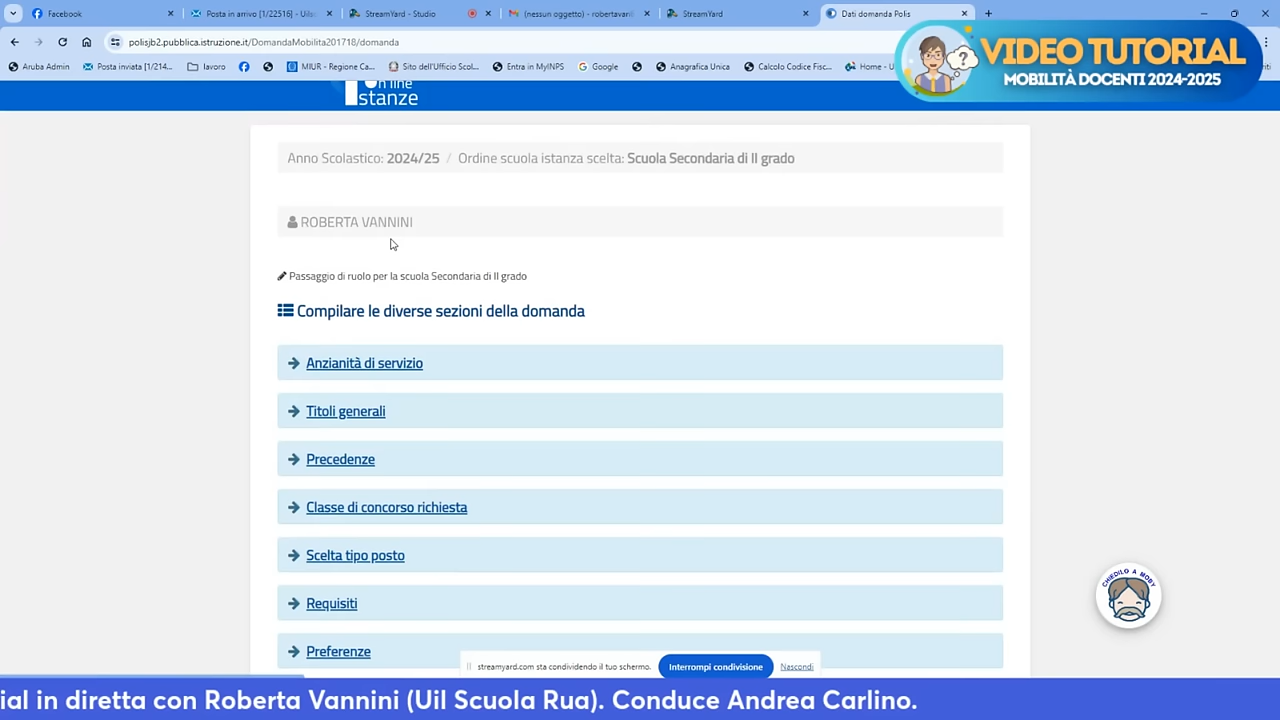 Facebook
Posta in arrivo [1/22516] - Uils
StreamYard - Studio
(nessun oggetto) - robertavanl
StreamYard
Dati domanda Polis
polisjb2.pubblica.istruzione.it/DomandaMobilita201718/domanda
Aruba Admin
Posta inviata [1/214...
lavoro
MIUR - Regione Ca...
Sito dell'Ufficio Scol...
Entra in MyINPS
Google
Anagrafica Unica
Calcolo Codice Fisc...
Home - U
VIDEO TUTORIAL
MOBILITÀ DOCENTI 2024-2025
online
istanze
Anno Scolastico: 2024/25 / Ordine scuola istanza scelta: Scuola Secondaria di II grado
ROBERTA VANNINI
Passaggio di ruolo per la scuola Secondaria di II grado
Compilare le diverse sezioni della domanda
Anzianità di servizio
Titoli generali
Precedenze
Classe di concorso richiesta
Scelta tipo posto
Requisiti
Preferenze
CHIEDILO A MOBY
streamyard.com sta condividendo il tuo schermo.
Interrompi condivisione
Nascondi
ial in diretta con Roberta Vannini (Uil Scuola Rua). Conduce Andrea Carlino.